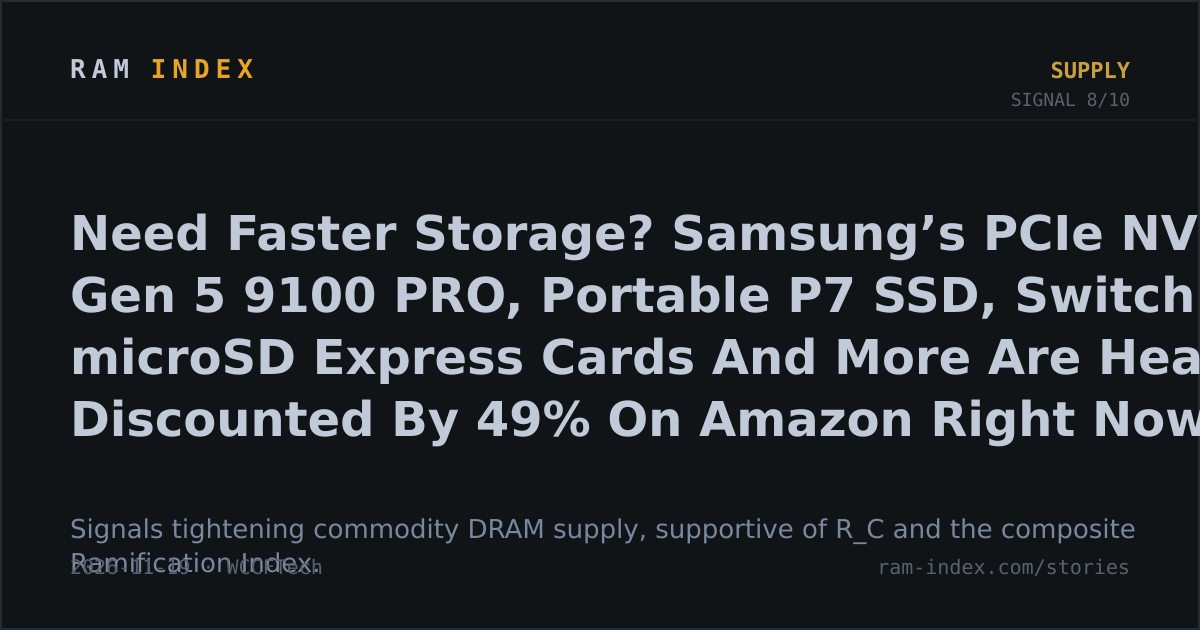 RAM INDEX
SUPPLY
SIGNAL 8/10
Need Faster Storage? Samsung’s PCIe NV
Gen 5 9100 PRO, Portable P7 SSD, Switch
microSD Express Cards And More Are Hea
Discounted By 49% On Amazon Right Now
Signals tightening commodity DRAM supply, supportive of R_C and the composite
Ramification Index.
WCCFTech
ram-index.com/stories